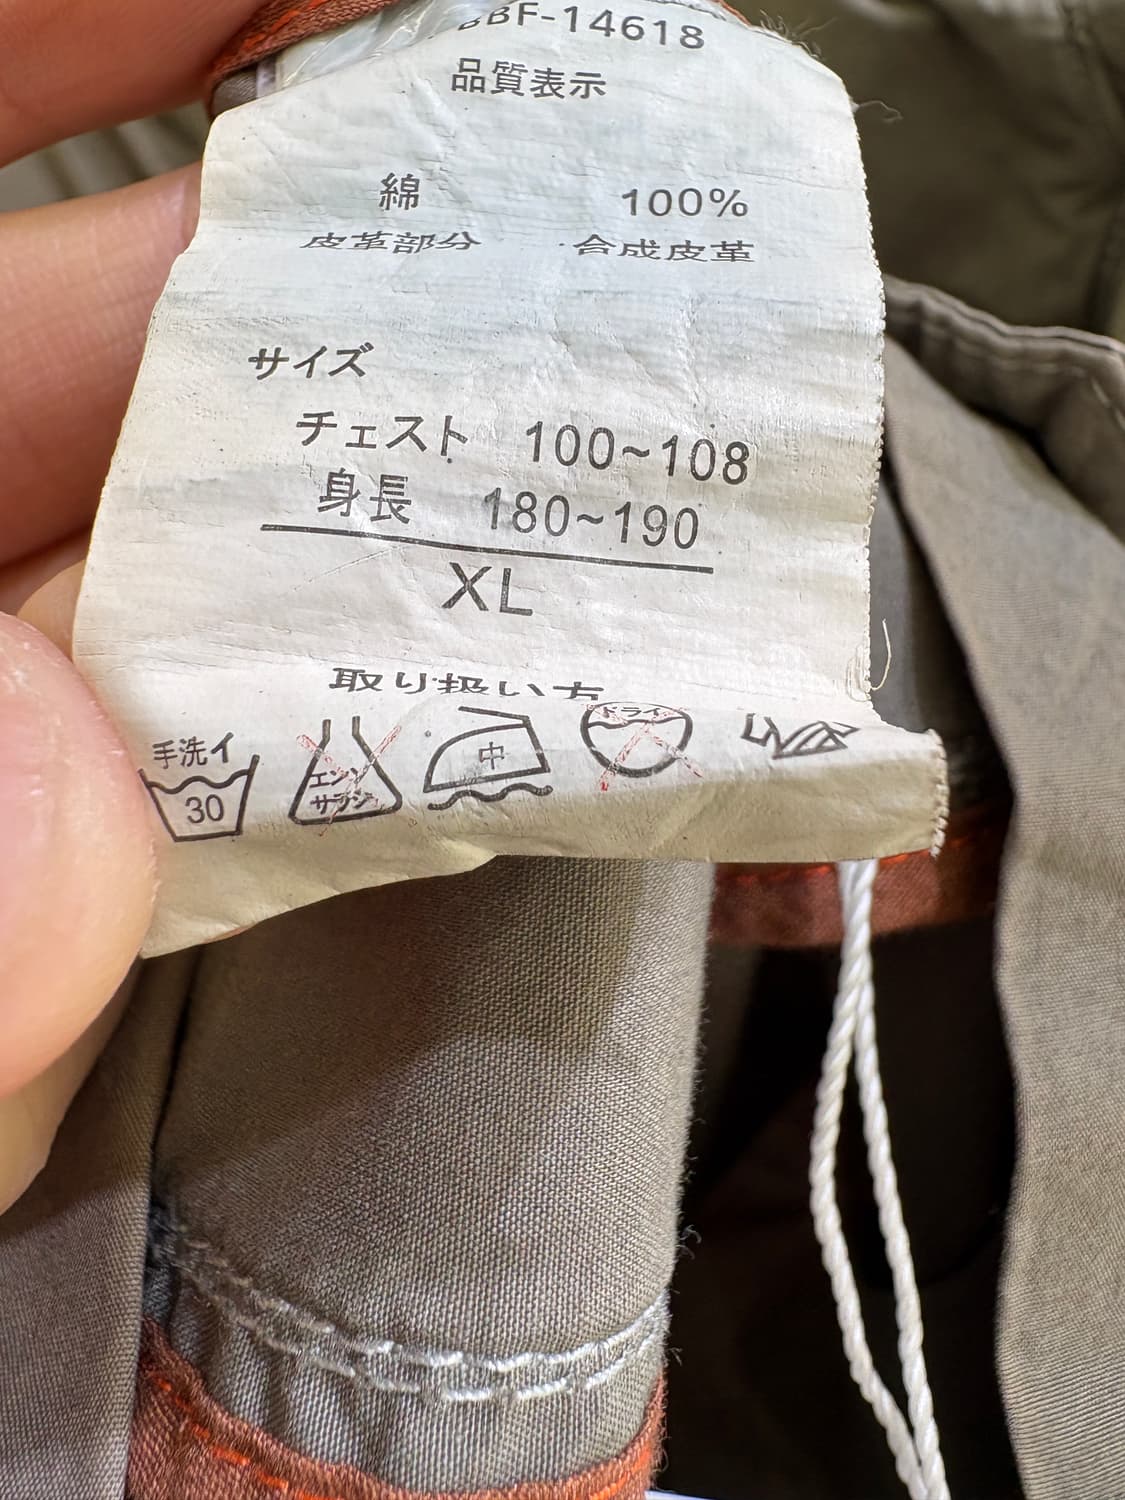 BBF-14618
品質表示
綿 100%
皮革部分 合成皮革
サイズ
チェスト 100~108
身長 180~190
XL
取り扱い方
手洗イ
30
エンソ
サラシ
中
ドライ